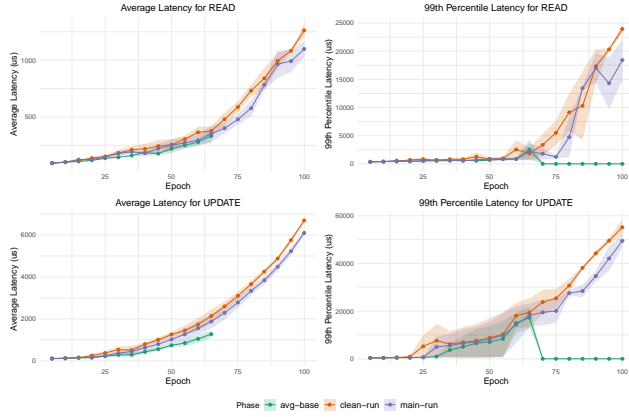 Average Latency for READ
99th Percentile Latency for READ
Average Latency (us)
1000
500
25
50
75
100
Epoch
99th Percentile Latency (us)
25000
20000
15000
10000
5000
0
25
50
75
100
Epoch
Average Latency for UPDATE
99th Percentile Latency for UPDATE
Average Latency (us)
6000
4000
2000
0
25
50
75
100
Epoch
99th Percentile Latency (us)
60000
40000
20000
0
25
50
75
100
Epoch
Phase avg−base clean−run main−run